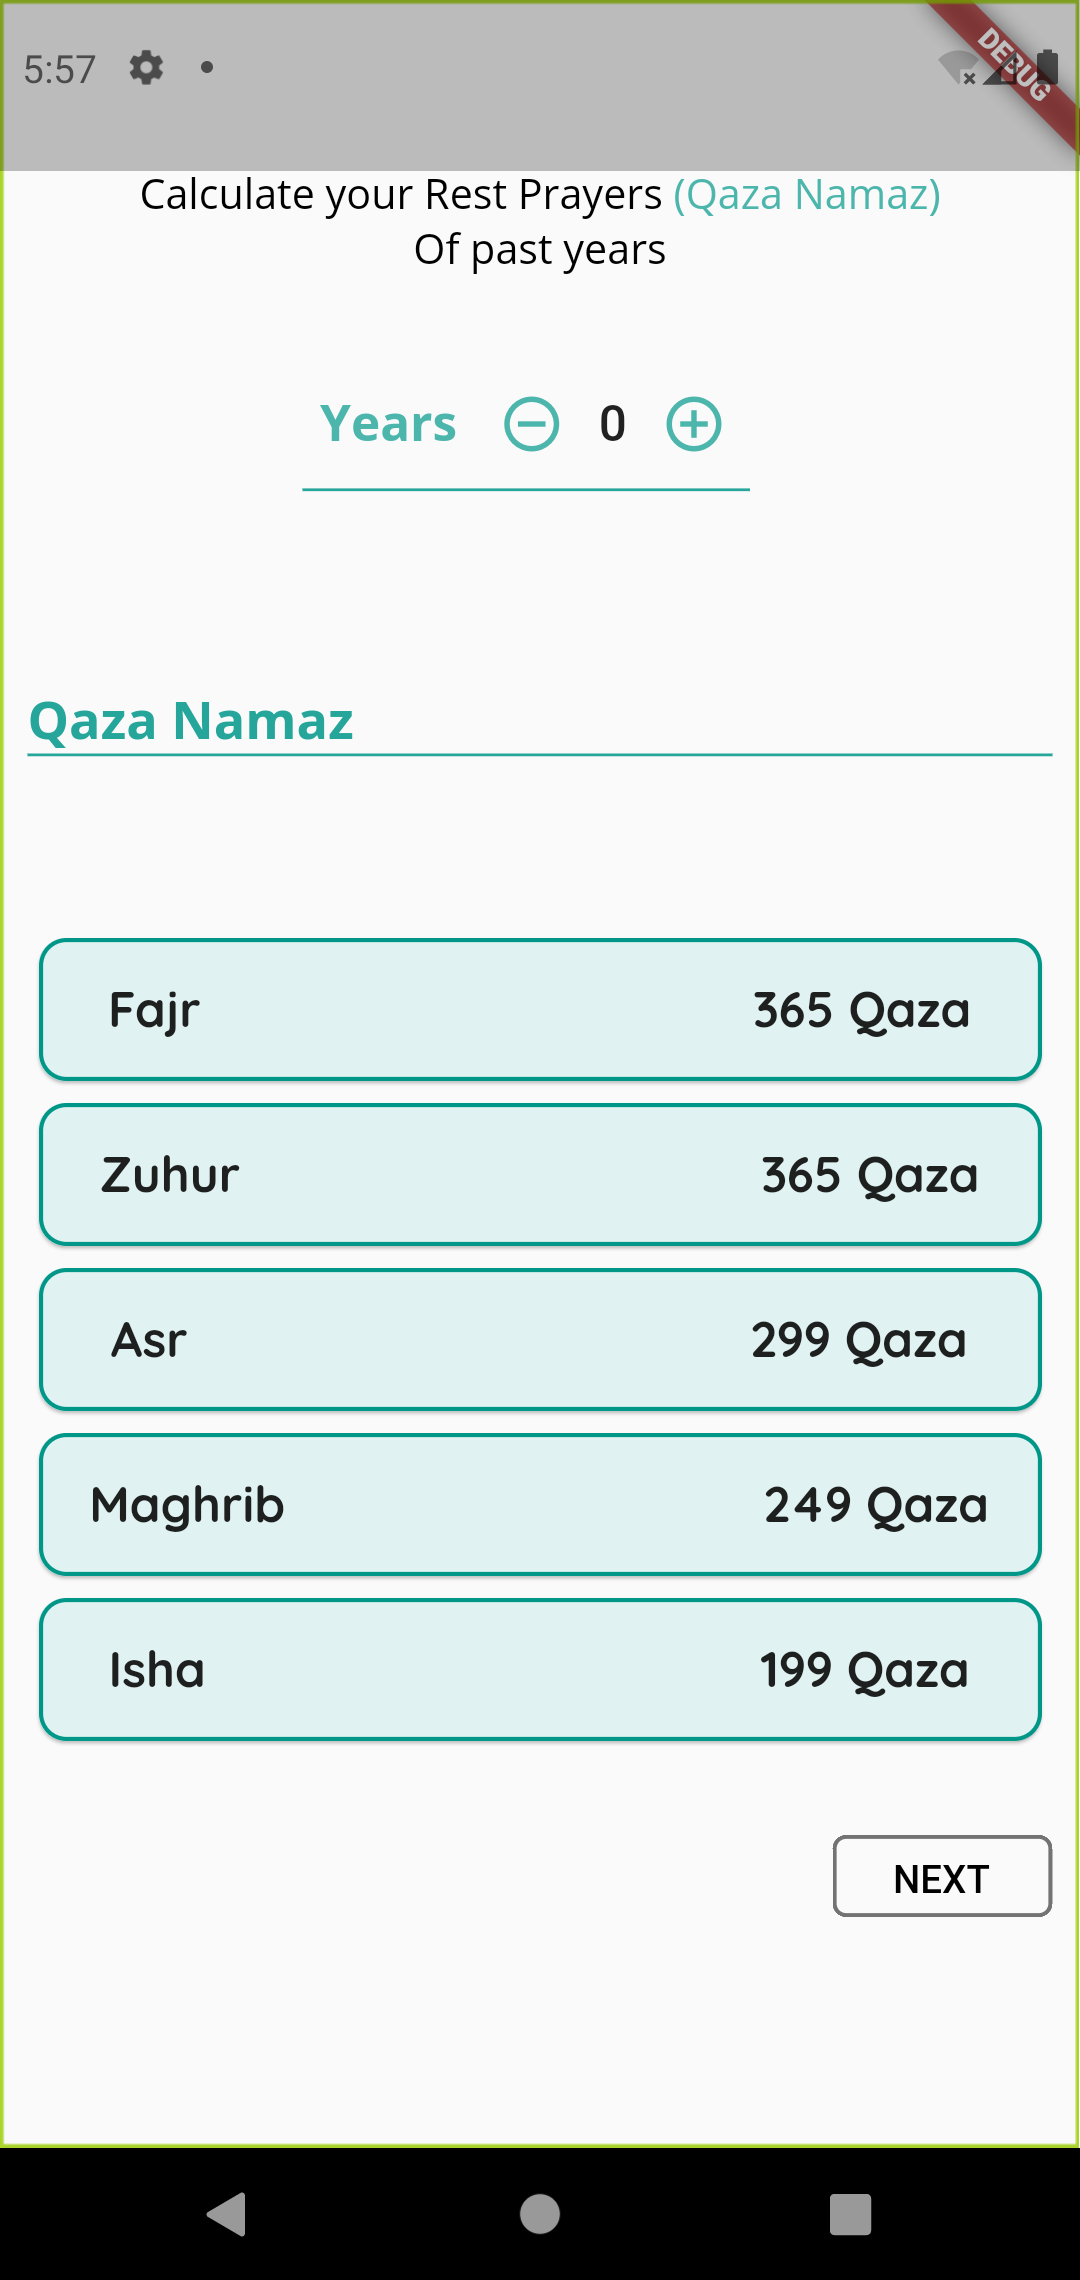 5:57
DEBUG
Calculate your Rest Prayers (Qaza Namaz)
Of past years
Years 0
Qaza Namaz
Fajr 365 Qaza
Zuhur 365 Qaza
Asr 299 Qaza
Maghrib 249 Qaza
Isha 199 Qaza
NEXT